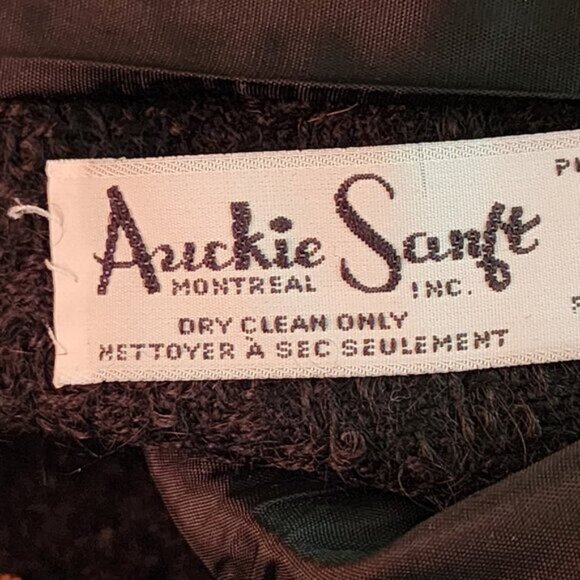 Auckie Sanft
MONTREAL INC.
DRY CLEAN ONLY
NETTOYER À SEC SEULEMENT